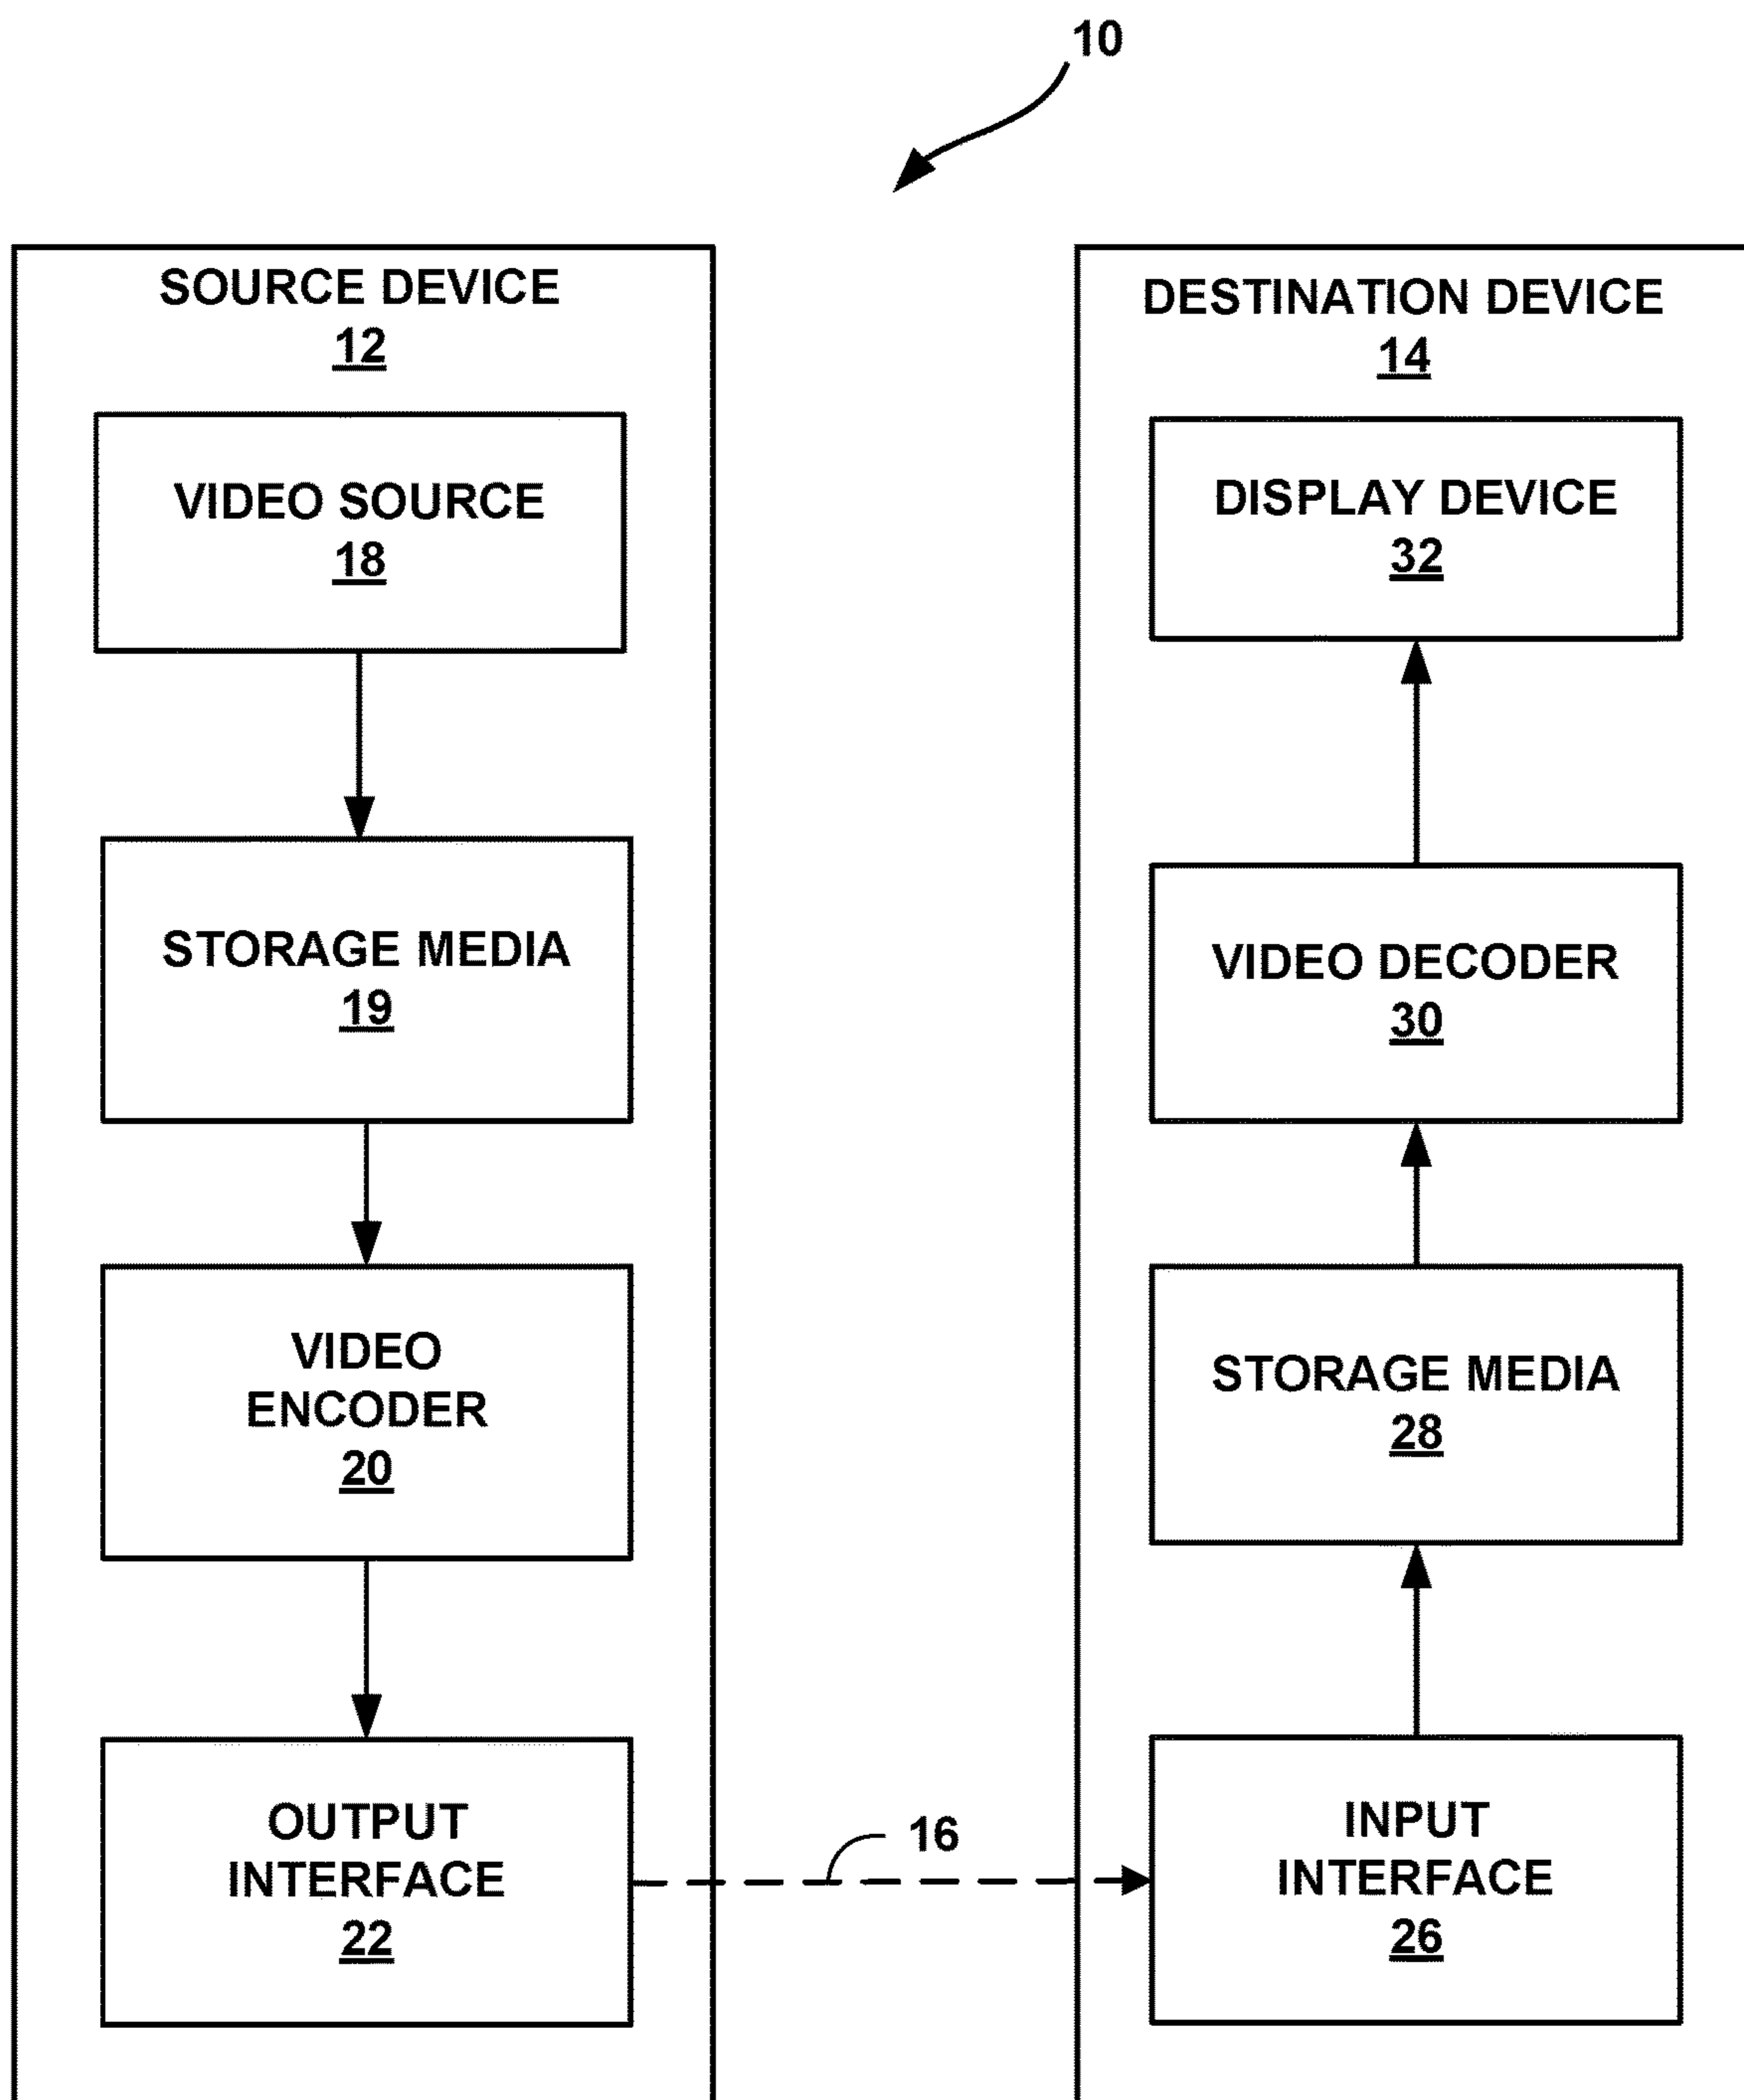 10
SOURCE DEVICE
12
VIDEO SOURCE
18
STORAGE MEDIA
19
VIDEO
ENCODER
20
OUTPUT
INTERFACE
22
16
DESTINATION DEVICE
14
DISPLAY DEVICE
32
VIDEO DECODER
30
STORAGE MEDIA
28
INPUT
INTERFACE
26